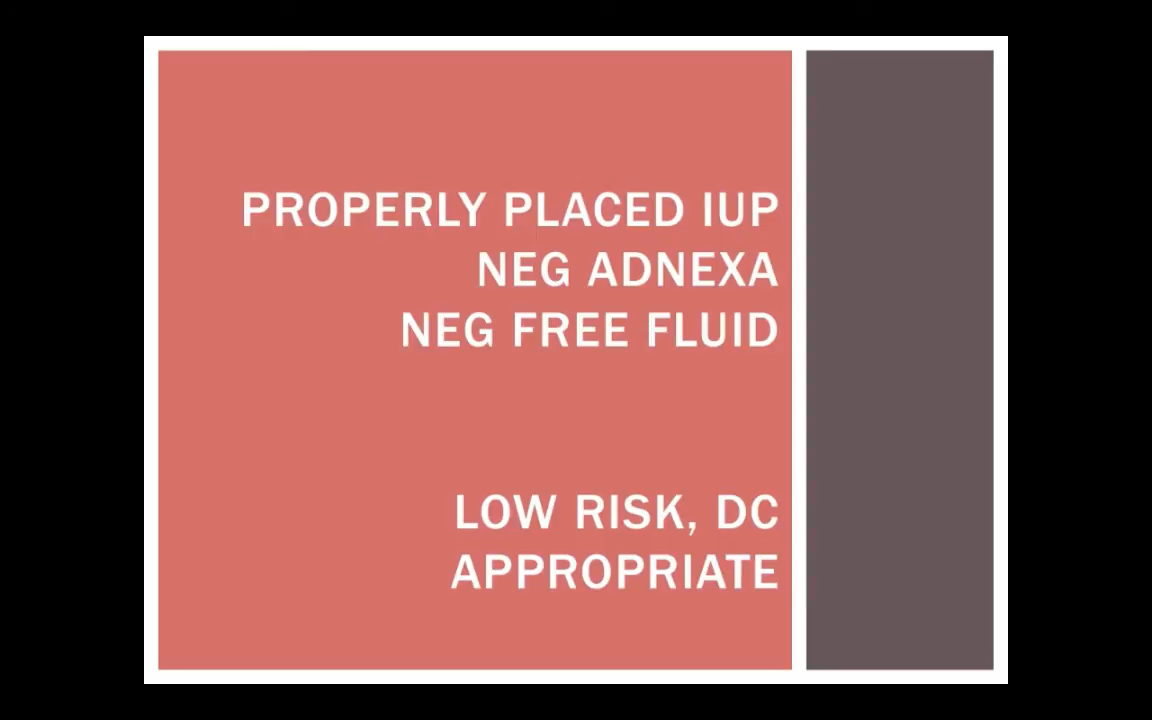 PROPERLY PLACED IUP
NEG ADNEXA
NEG FREE FLUID
LOW RISK, DC
APPROPRIATE